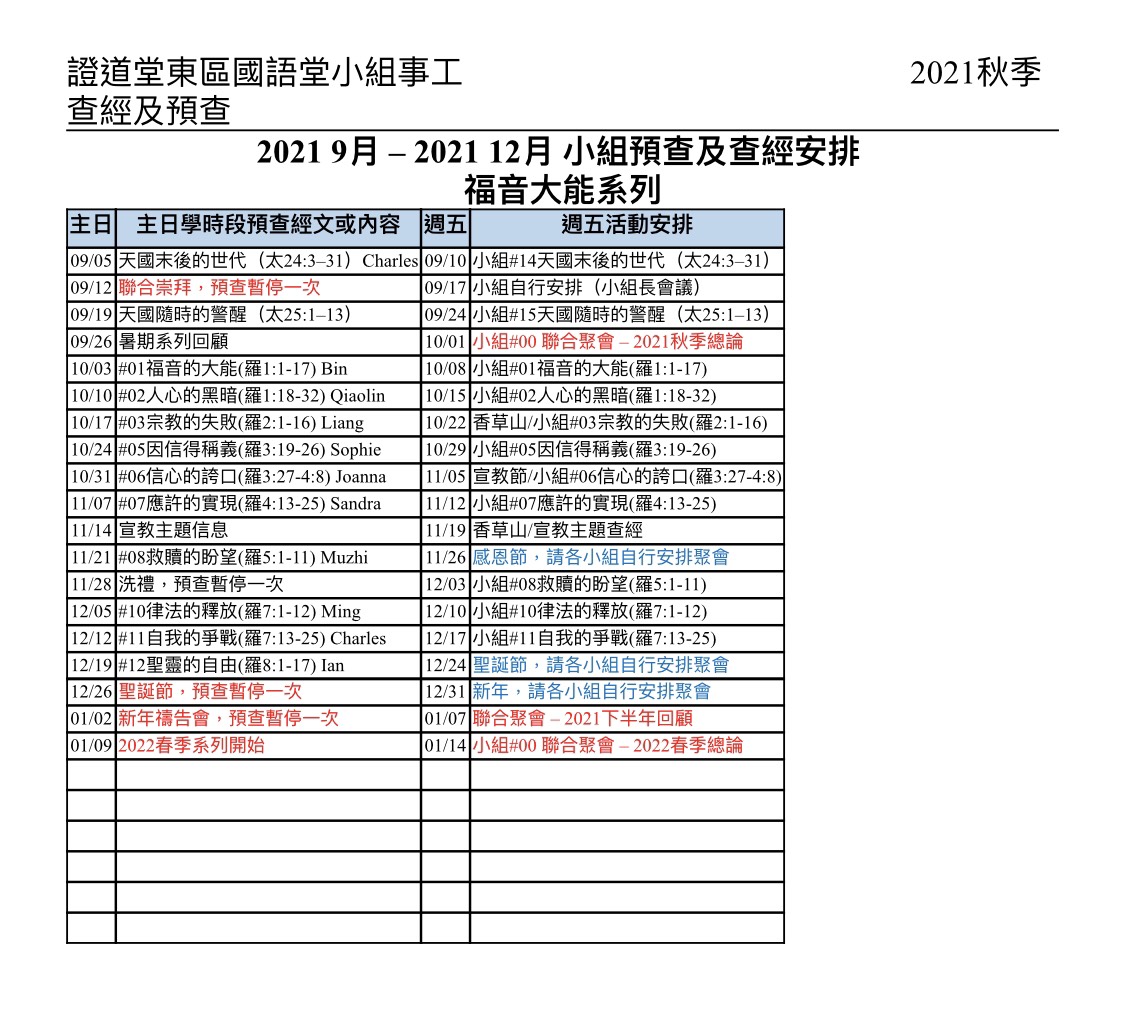 證道堂東區國語堂小組事工 2021秋季
查經及預查
2021 9月 – 2021 12月 小組預查及查經安排
福音大能系列
主日 主日學時段預查經文或內容 週五 週五活動安排
09/05 天國末後的世代（太24:3–31） Charles 09/10 小組#14天國末後的世代（太24:3–31）
09/12 聯合崇拜，預查暫停一次 09/17 小組自行安排（小組長會議）
09/19 天國隨時的警醒（太25:1–13） 09/24 小組#15天國隨時的警醒（太25:1–13）
09/26 暑期系列回顧 10/01 小組#00 聯合聚會 – 2021秋季總論
10/03 #01福音的大能(羅1:1-17) Bin 10/08 小組#01福音的大能(羅1:1-17)
10/10 #02人心的黑暗(羅1:18-32) Qiaolin 10/15 小組#02人心的黑暗(羅1:18-32)
10/17 #03宗教的失敗(羅2:1-16) Liang 10/22 香草山/小組#03宗教的失敗(羅2:1-16)
10/24 #05因信得稱義(羅3:19-26) Sophie 10/29 小組#05因信得稱義(羅3:19-26)
10/31 #06信心的誇口(羅3:27-4:8) Joanna 11/05 宣教節/小組#06信心的誇口(羅3:27-4:8)
11/07 #07應許的實現(羅4:13-25) Sandra 11/12 小組#07應許的實現(羅4:13-25)
11/14 宣教主題信息 11/19 香草山/宣教主題查經
11/21 #08救贖的盼望(羅5:1-11) Muzhi 11/26 感恩節，請各小組自行安排聚會
11/28 洗禮，預查暫停一次 12/03 小組#08救贖的盼望(羅5:1-11)
12/05 #10律法的釋放(羅7:1-12) Ming 12/10 小組#10律法的釋放(羅7:1-12)
12/12 #11自我的爭戰(羅7:13-25) Charles 12/17 小組#11自我的爭戰(羅7:13-25)
12/19 #12聖靈的自由(羅8:1-17) Ian 12/24 聖誕節，請各小組自行安排聚會
12/26 聖誕節，預查暫停一次 12/31 新年，請各小組自行安排聚會
01/02 新年禱告會，預查暫停一次 01/07 聯合聚會 – 2021下半年回顧
01/09 2022春季系列開始 01/14 小組#00 聯合聚會 – 2022春季總論